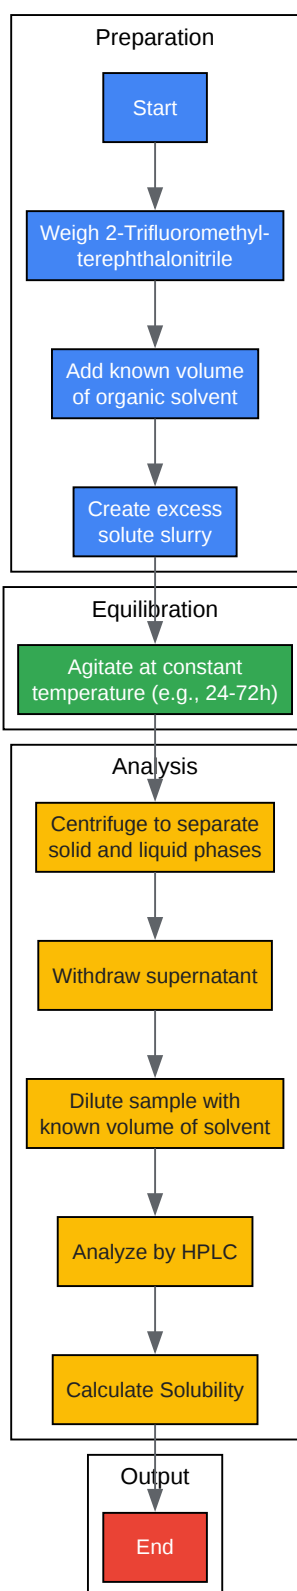 Preparation
Start
Weigh 2-Trifluoromethyl-
terephthalonitrile
Add known volume
of organic solvent
Create excess
solute slurry
Equilibration
Agitate at constant
temperature (e.g., 24-72h)
Analysis
Centrifuge to separate
solid and liquid phases
Withdraw supernatant
Dilute sample with
known volume of solvent
Analyze by HPLC
Calculate Solubility
Output
End